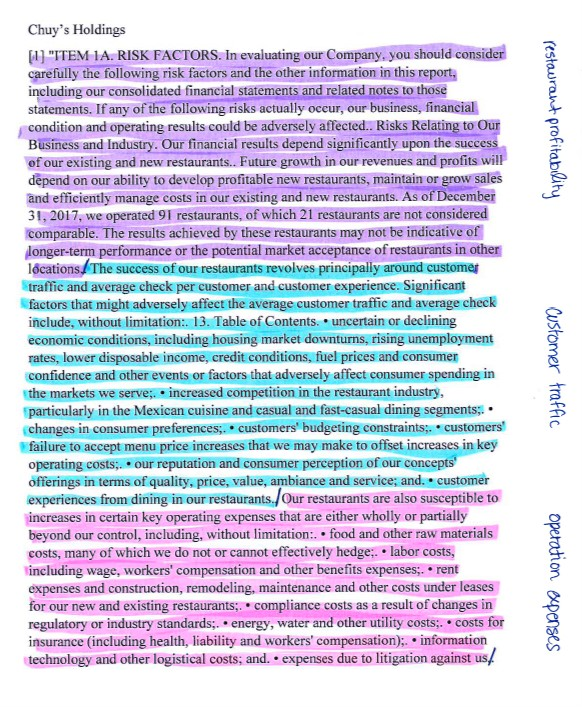 Chuy's Holdings
[1] "ITEM 1A. RISK FACTORS. In evaluating our Company, you should consider
carefully the following risk factors and the other information in this report,
including our consolidated financial statements and related notes to those
statements. If any of the following risks actually occur, our business, financial
condition and operating results could be adversely affected.. Risks Relating to Our
Business and Industry. Our financial results depend significantly upon the success
of our existing and new restaurants.. Future growth in our revenues and profits will
depend on our ability to develop profitable new restaurants, maintain or grow sales
and efficiently manage costs in our existing and new restaurants. As of December
31, 2017, we operated 91 restaurants, of which 21 restaurants are not considered
comparable. The results achieved by these restaurants may not be indicative of
longer-term performance or the potential market acceptance of restaurants in other
locations./The success of our restaurants revolves principally around customer
traffic and average check per customer and customer experience. Significant
factors that might adversely affect the average customer traffic and average check
include, without limitation:. 13. Table of Contents. • uncertain or declining
economic conditions, including housing market downturns, rising unemployment
rates, lower disposable income, credit conditions, fuel prices and consumer
confidence and other events or factors that adversely affect consumer spending in
the markets we serve;. • increased competition in the restaurant industry,
particularly in the Mexican cuisine and casual and fast-casual dining segments;. •
changes in consumer preferences;. • customers' budgeting constraints;. • customers'
failure to accept menu price increases that we may make to offset increases in key
operating costs;. • our reputation and consumer perception of our concepts'
offerings in terms of quality, price, value, ambiance and service; and. • customer
experiences from dining in our restaurants./Our restaurants are also susceptible to
increases in certain key operating expenses that are either wholly or partially
beyond our control, including, without limitation:. • food and other raw materials
costs, many of which we do not or cannot effectively hedge;. • labor costs,
including wage, workers' compensation and other benefits expenses;. • rent
expenses and construction, remodeling, maintenance and other costs under leases
for our new and existing restaurants;. • compliance costs as a result of changes in
regulatory or industry standards;. • energy, water and other utility costs;. • costs for
insurance (including health, liability and workers' compensation);. • information
technology and other logistical costs; and. • expenses due to litigation against us./
restaurant profitability
Customer traffic
operation expenses